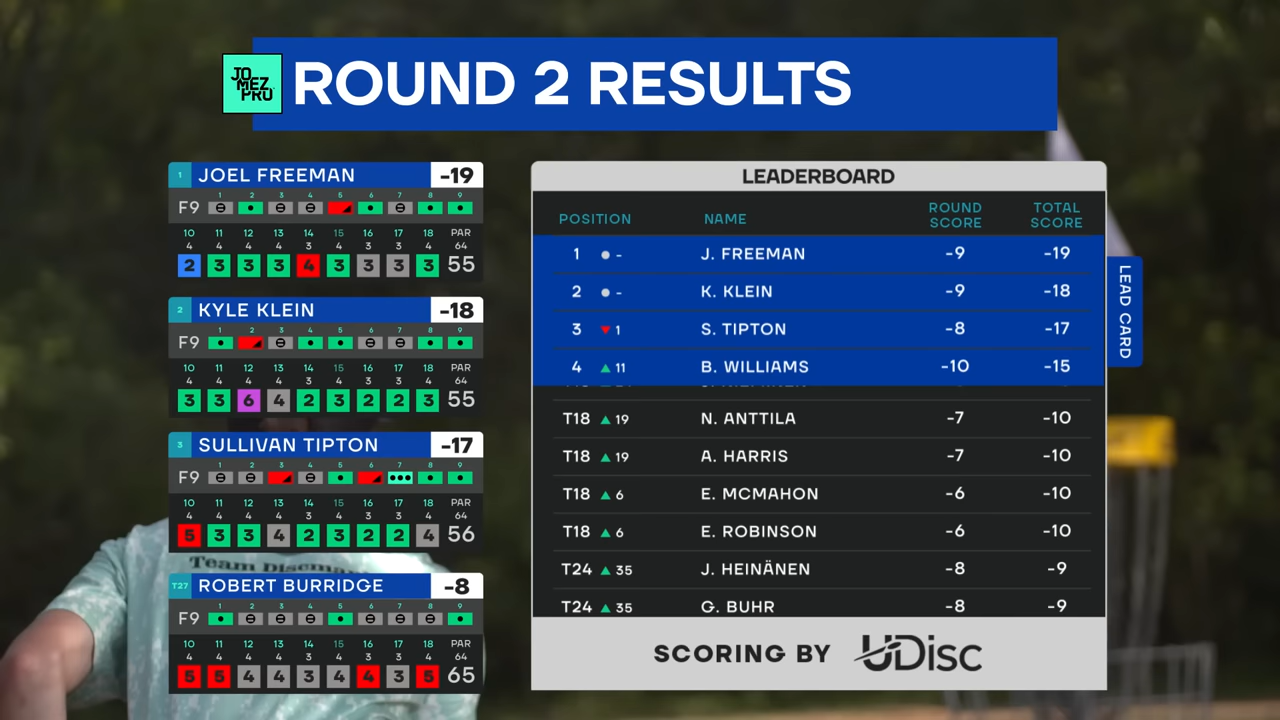 JOMEZ PRO
ROUND 2 RESULTS
1 JOEL FREEMAN -19
1 2 3 4 5 6 7 8 9
F9
10 11 12 13 14 15 16 17 18 PAR
4 4 4 4 3 4 3 3 4 64
2 3 3 3 4 3 3 3 3 55
2 KYLE KLEIN -18
1 2 3 4 5 6 7 8 9
F9
10 11 12 13 14 15 16 17 18 PAR
4 4 4 4 3 4 3 3 4 64
3 3 6 4 2 3 2 2 3 55
3 SULLIVAN TIPTON -17
1 2 3 4 5 6 7 8 9
F9
10 11 12 13 14 15 16 17 18 PAR
4 4 4 4 3 4 3 3 4 64
5 3 3 4 2 3 2 2 4 56
Team Discman
T27 ROBERT BURRIDGE -8
1 2 3 4 5 6 7 8 9
F9
10 11 12 13 14 15 16 17 18 PAR
4 4 4 4 3 4 3 3 4 64
5 5 4 4 3 4 4 3 5 65
LEADERBOARD
POSITION NAME ROUND SCORE TOTAL SCORE
1 - J. FREEMAN -9 -19
2 - K. KLEIN -9 -18
3 1 S. TIPTON -8 -17
4 11 B. WILLIAMS -10 -15
LEAD CARD
T18 19 N. ANTTILA -7 -10
T18 19 A. HARRIS -7 -10
T18 6 E. MCMAHON -6 -10
T18 6 E. ROBINSON -6 -10
T24 35 J. HEINÄNEN -8 -9
T24 35 G. BUHR -8 -9
SCORING BY UDisc